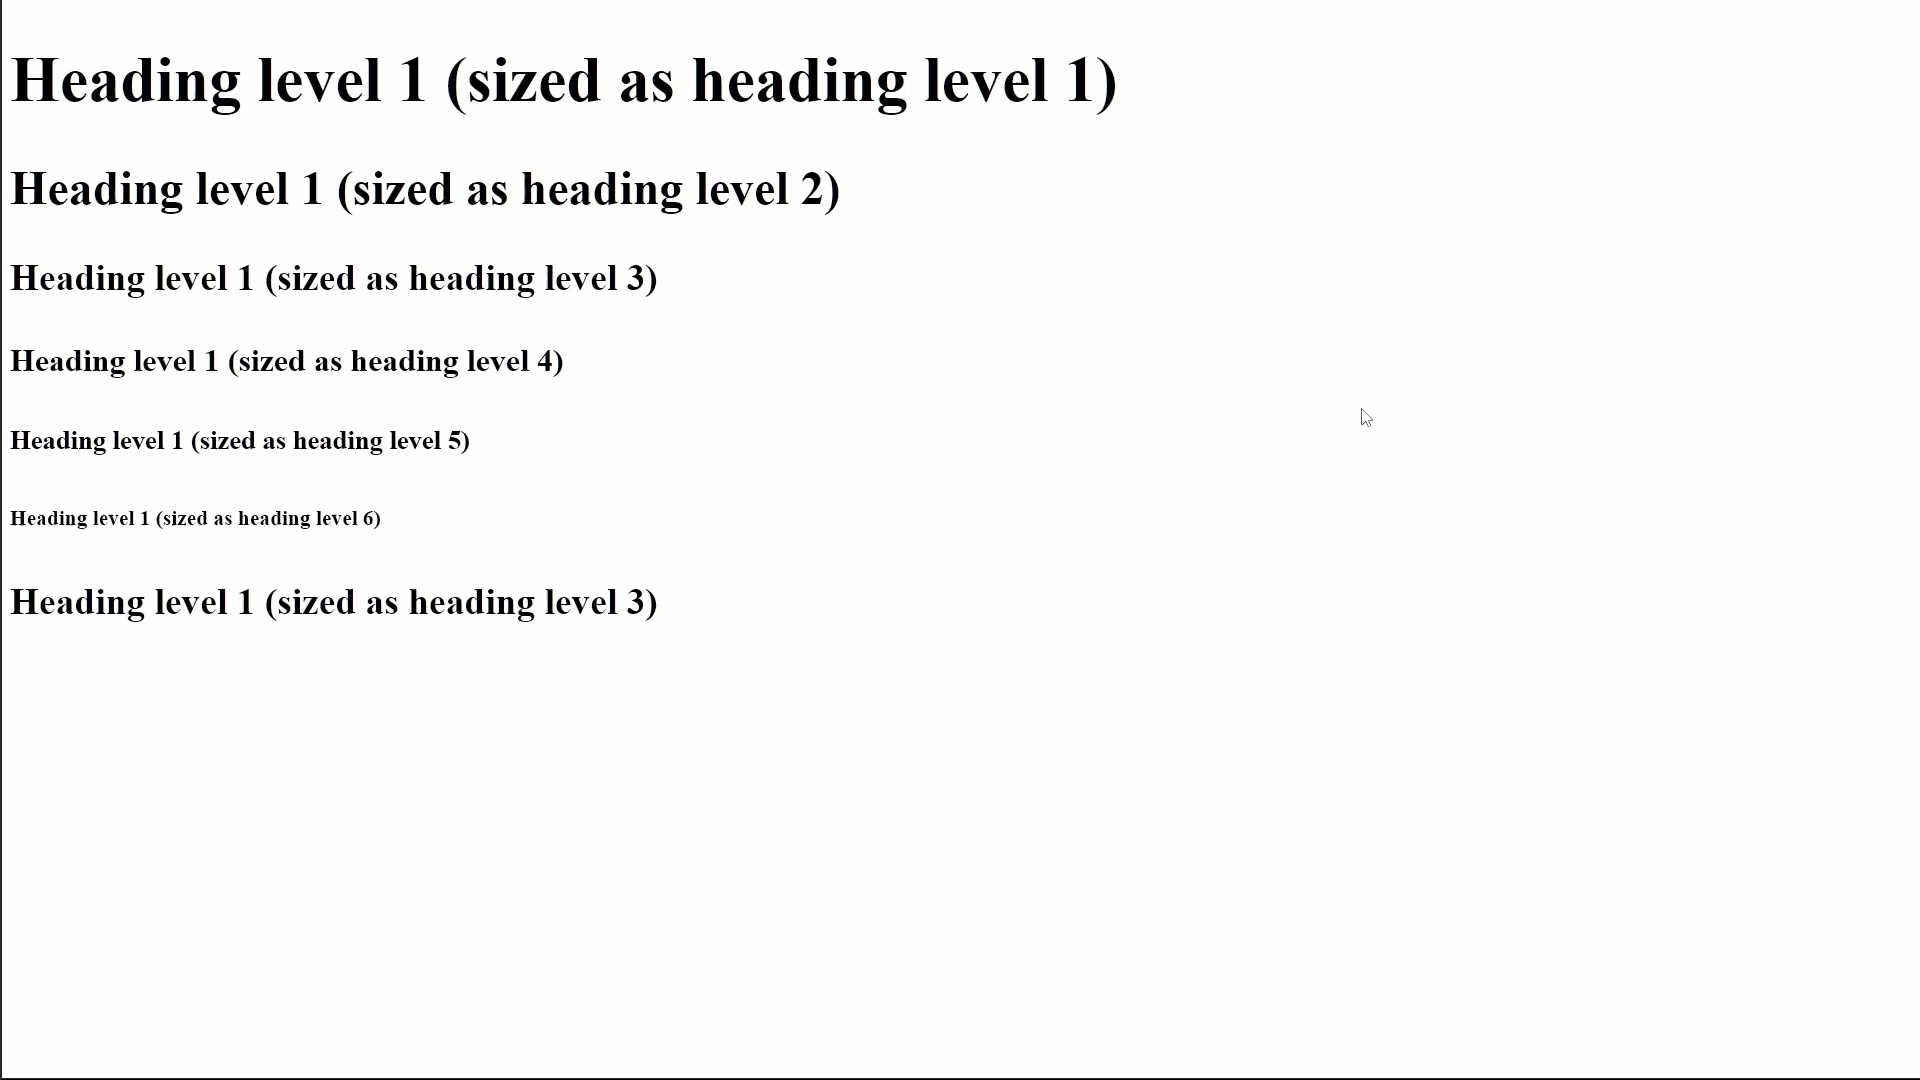 Heading level 1 (sized as heading level 1)
Heading level 1 (sized as heading level 2)
Heading level 1 (sized as heading level 3)
Heading level 1 (sized as heading level 4)
Heading level 1 (sized as heading level 5)
Heading level 1 (sized as heading level 6)
Heading level 1 (sized as heading level 3)